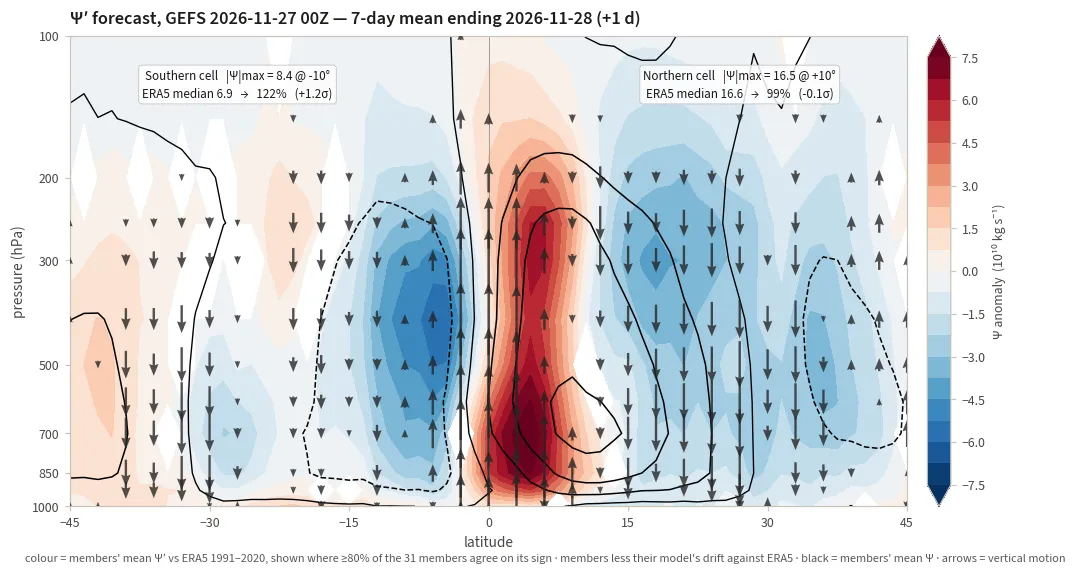 Ψ′ forecast, GEFS 2026-11-27 00Z — 7-day mean ending 2026-11-28 (+1 d)
Southern cell |Ψ|max = 8.4 @ -10°
ERA5 median 6.9 → 122% (+1.2σ)
Northern cell |Ψ|max = 16.5 @ +10°
ERA5 median 16.6 → 99% (-0.1σ)
pressure (hPa)
100
200
300
400
500
700
850
1000
−45
−30
−15
0
15
30
45
latitude
7.5
6.0
4.5
3.0
1.5
0.0
−1.5
−3.0
−4.5
−6.0
−7.5
Ψ anomaly (10¹⁰ kg s⁻¹)
colour = members' mean Ψ′ vs ERA5 1991–2020, shown where ≥80% of the 31 members agree on its sign · members less their model's drift against ERA5 · black = members' mean Ψ · arrows = vertical motion